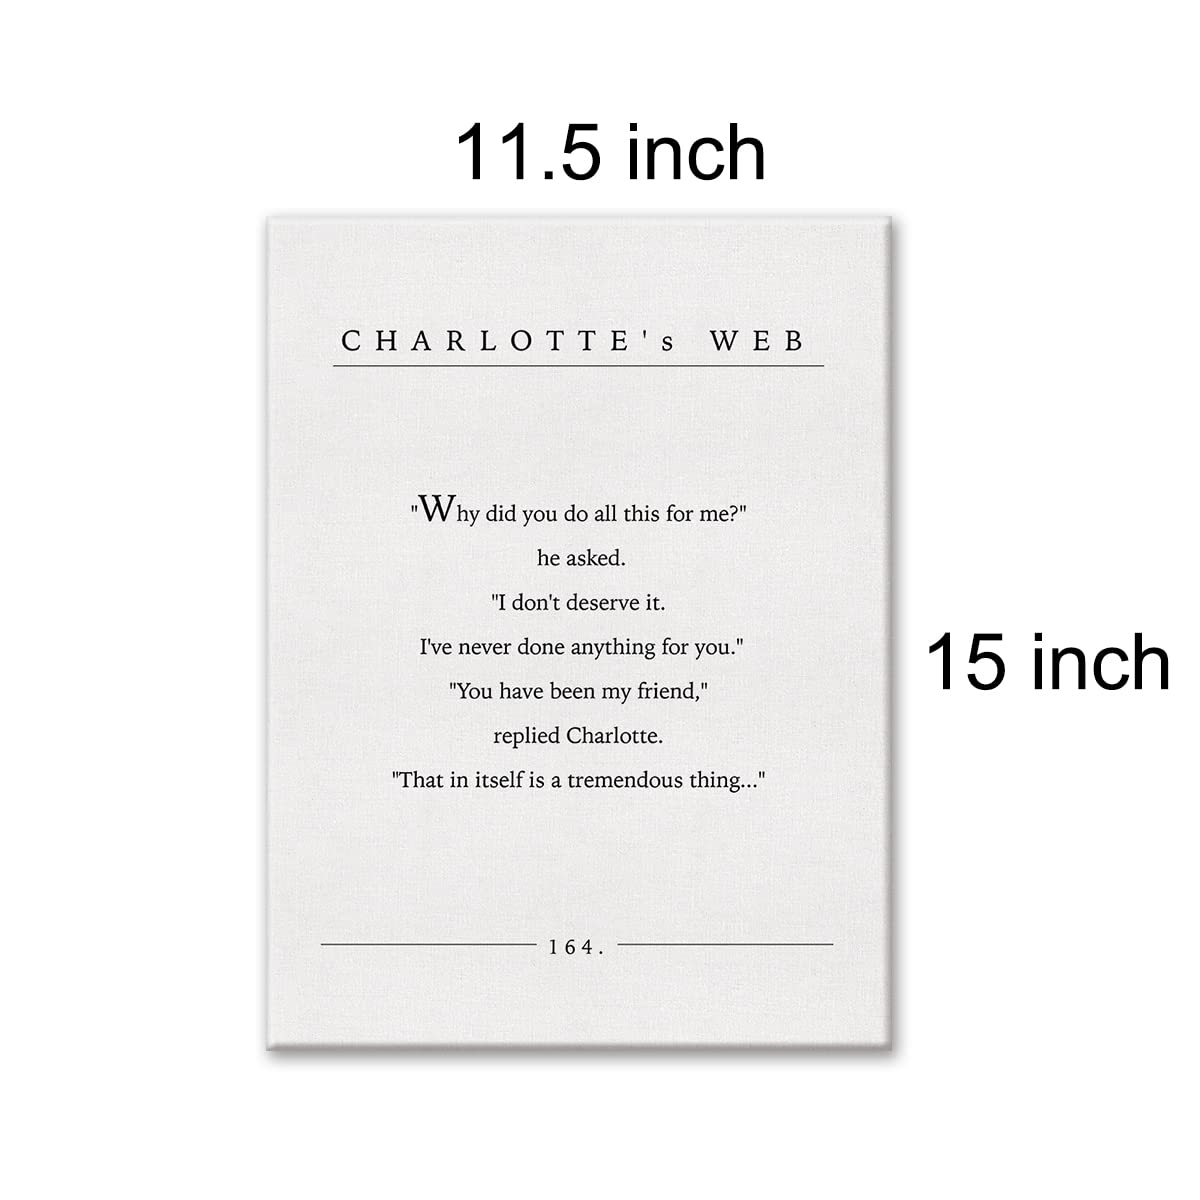 11.5 inch
CHARLOTTE's WEB
"Why did you do all this for me?"
he asked.
"I don't deserve it.
I've never done anything for you."
"You have been my friend,"
replied Charlotte.
"That in itself is a tremendous thing..."
15 inch
164.